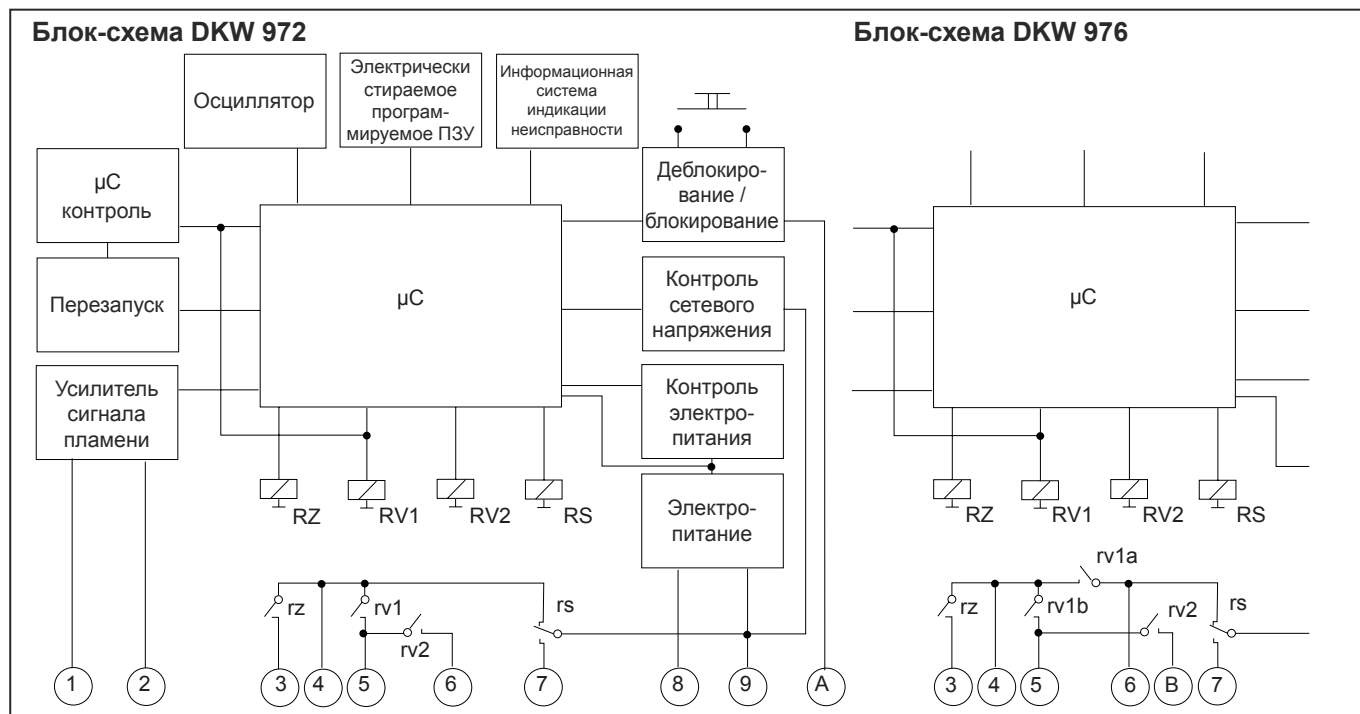 Блок-схема DKW 972
Блок-схема DKW 976
Осциллятор
Электрически
стираемое
програм-
мируемое ПЗУ
Информационная
система
индикации
неисправности
µC
контроль
Деблокиро-
вание /
блокирование
Перезапуск
µC
Контроль
сетевого
напряжения
µC
Усилитель
сигнала
пламени
Контроль
электро-
питания
Электро-
питание
RZ
RV1
RV2
RS
RZ
RV1
RV2
RS
rz
rv1
rv2
rs
rv1a
rz
rv1b
rv2
rs
1
2
3
4
5
6
7
8
9
A
3
4
5
6
B
7